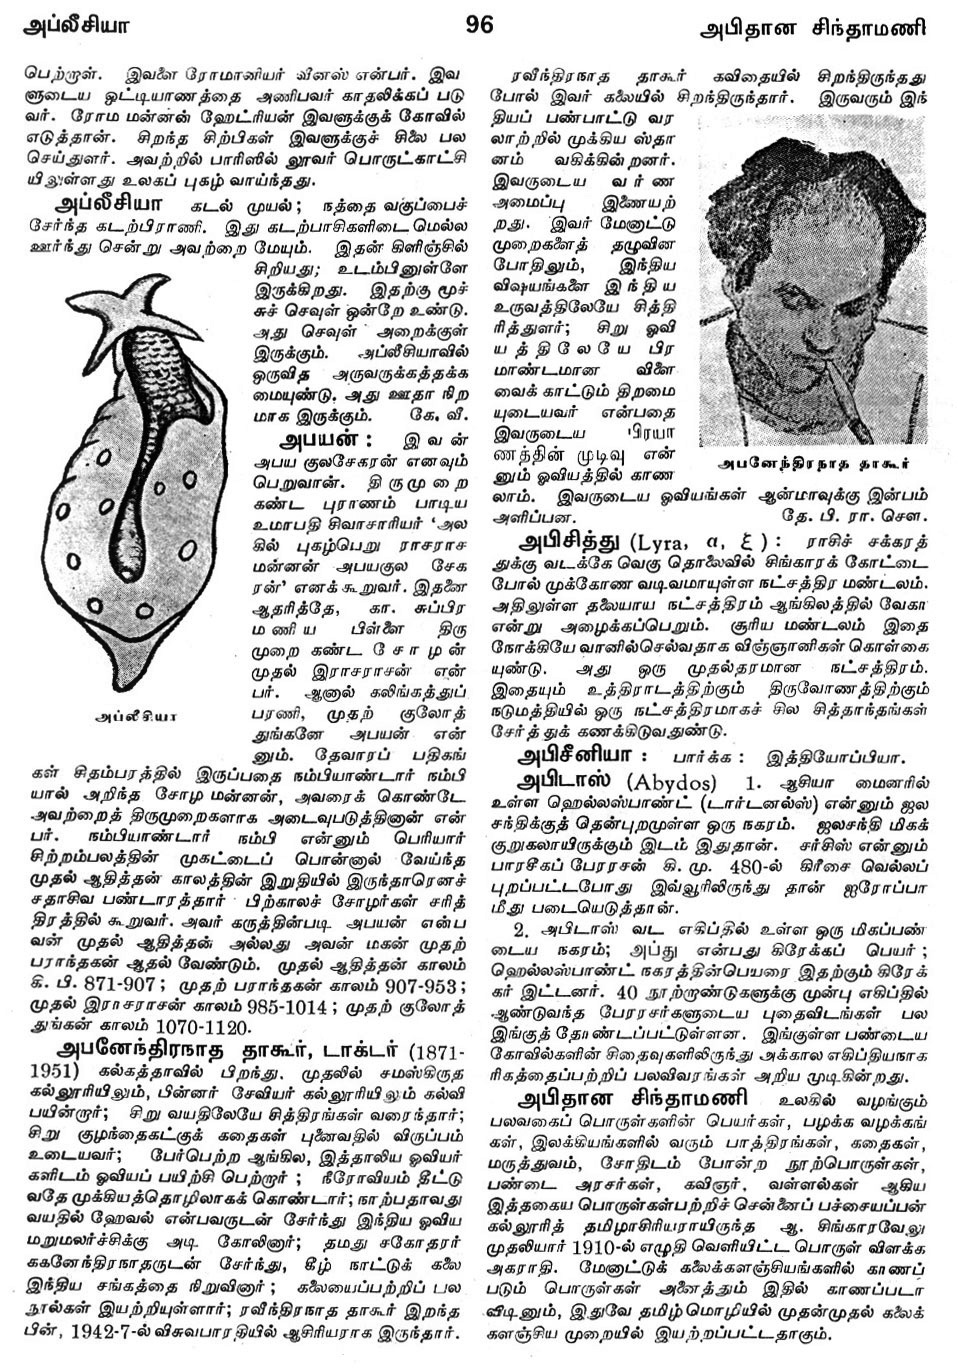 அப்லீசியா
96
அபிதான சிந்தாமணி
பெற்றாள். இவளை ரோமானியர் வீனஸ் என்பர். இவ
ளுடைய ஒட்டியாணத்தை அணிபவர் காதலிக்கப் படு
வர். ரோம மன்னன் ஹேட்ரியன் இவளுக்குக் கோவில்
எடுத்தான். சிறந்த சிற்பிகள் இவளுக்குச் சிலை பல
செய்துளர். அவற்றில் பாரிஸில் லூவர் பொருட்காட்சி
யிலுள்ளது உலகப் புகழ் வாய்ந்தது.
அப்லீசியா கடல் முயல்; நத்தை வகுப்பைச்
சேர்ந்த கடற்பிராணி. இது கடற்பாசிகளிடை மெல்ல
ஊர்ந்து சென்று அவற்றை மேயும். இதன் கிளிஞ்சில்
சிறியது; உடம்பினுள்ளே
இருக்கிறது. இதற்கு மூச்
சுச் செவுள் ஒன்றே உண்டு.
அது செவுள் அறைக்குள்
இருக்கும். அப்லீசியாவில்
ஒருவித அருவருக்கத்தக்க
மையுண்டு. அது ஊதா நிற
மாக இருக்கும். கே. வீ.
அபயன் : இவன்
அபய குலசேகரன் எனவும்
பெறுவான். திருமுறை
கண்ட புராணம் பாடிய
உமாபதி சிவாசாரியர் ‘அல
கில் புகழ்பெறு ராசராச
மன்னன் அபயகுல சேக
ரன்’ எனக் கூறுவர். இதனை
ஆதரித்தே, கா. சுப்பிர
மணிய பிள்ளை திரு
முறை கண்ட சோழன்
முதல் இராசராசன் என்
பர். ஆனால் கலிங்கத்துப்
பரணி, முதற் குலோத்
துங்கனே அபயன் என்
னும். தேவாரப் பதிகங்
அப்லீசியா
கள் சிதம்பரத்தில் இருப்பதை நம்பியாண்டார் நம்பி
யால் அறிந்த சோழ மன்னன், அவரைக் கொண்டே
அவற்றைத் திருமுறைகளாக அடைவுபடுத்தினான் என்
பர். நம்பியாண்டார் நம்பி என்னும் பெரியார்
சிற்றம்பலத்தின் முகட்டைப் பொன்னால் வேய்ந்த
முதல் ஆதித்தன் காலத்தின் இறுதியில் இருந்தாரெனச்
சதாசிவ பண்டாரத்தார் பிற்காலச் சோழர்கள் சரித்
திரத்தில் கூறுவர். அவர் கருத்தின்படி அபயன் என்ப
வன் முதல் ஆதித்தன் அல்லது அவன் மகன் முதற்
பராந்தகன் ஆதல் வேண்டும். முதல் ஆதித்தன் காலம்
கி. பி. 871-907 ; முதற் பராந்தகன் காலம் 907-953 ;
முதல் இராசராசன் காலம் 985-1014 ; முதற் குலோத்
துங்கன் காலம் 1070-1120.
அபனேந்திரநாத தாகூர், டாக்டர் (1871-
1951) கல்கத்தாவில் பிறந்து. முதலில் சமஸ்கிருத
கல்லூரியிலும், பின்னர் சேவியர் கல்லூரியிலும் கல்வி
பயின்றார்; சிறு வயதிலேயே சித்திரங்கள் வரைந்தார்;
சிறு குழந்தைகட்குக் கதைகள் புனைவதில் விருப்பம்
உடையவர்; பேர்பெற்ற ஆங்கில, இத்தாலிய ஓவியர்
களிடம் ஓவியப் பயிற்சி பெற்றார் ; நீரோவியம் தீட்டு
வதே முக்கியத்தொழிலாகக் கொண்டார்; நாற்பதாவது
வயதில் ஹேவல் என்பவருடன் சேர்ந்து இந்திய ஓவிய
மறுமலர்ச்சிக்கு அடி கோலினார்; தமது சகோதரர்
ககனேந்திரநாதருடன் சேர்ந்து, கீழ் நாட்டுக் கலை
இந்திய சங்கத்தை நிறுவினார் ; கலையைப்பற்றிப் பல
நூல்கள் இயற்றியுள்ளார்; ரவீந்திரநாத தாகூர் இறந்த
பின், 1942-7-ல் விசுவபாரதியில் ஆசிரியராக இருந்தார்.
ரவீந்திரநாத தாகூர் கவிதையில் சிறந்திருந்தது
போல் இவர் கலையில் சிறந்திருந்தார். இருவரும் இந்
தியப் பண்பாட்டு வர
லாற்றில் முக்கிய ஸ்தா
னம் வகிக்கின்றனர்.
இவருடைய வர்ண
அமைப்பு இணையற்
றது. இவர் மேனாட்டு
முறைகளைத் தழுவின
போதிலும், இந்திய
விஷயங்களை இந்திய
உருவத்திலேயே சித்தி
ரித்துளர்; சிறு ஓவி
யத்திலேயே பிர
மாண்டமான விளை
வைக் காட்டும் திறமை
யுடையவர் என்பதை
இவருடைய பிரயா
ணத்தின் முடிவு என்
னும் ஓவியத்தில் காண
அபனேந்திரநாத தாகூர்
லாம். இவருடைய ஓவியங்கள் ஆன்மாவுக்கு இன்பம்
அளிப்பன. தே. பி. ரா. சௌ.
அபிசித்து (Lyra, α, ξ ) : ராசிச் சக்கரத்
துக்கு வடக்கே வெகு தொலைவில் சிங்காரக் கோட்டை
போல் முக்கோண வடிவமாயுள்ள நட்சத்திர மண்டலம்.
அதிலுள்ள தலையாய நட்சத்திரம் ஆங்கிலத்தில் வேகா
என்று அழைக்கப்பெறும். சூரிய மண்டலம் இதை
நோக்கியே வானில்செல்வதாக விஞ்ஞானிகள் கொள்கை
யுண்டு. அது ஒரு முதல்தரமான நட்சத்திரம்.
இதையும் உத்திராடத்திற்கும் திருவோணத்திற்கும்
நடுமத்தியில் ஒரு நட்சத்திரமாகச் சில சித்தாந்தங்கள்
சேர்த்துக் கணக்கிடுவதுண்டு.
அபிசீனியா : பார்க்க : இத்தியோப்பியா.
அபிடாஸ் (Abydos) 1. ஆசியா மைனரில்
உள்ள ஹெல்லஸ்பாண்ட் (டார்டனல்ஸ்) என்னும் ஜல
சந்திக்குத் தென்புறமுள்ள ஒரு நகரம். ஜலசந்தி மிகக்
குறுகலாயிருக்கும் இடம் இதுதான். சர்சிஸ் என்னும்
பாரசீகப் பேரரசன் கி. மு. 480-ல் கிரீசை வெல்லப்
புறப்பட்டபோது இவ்வூரிலிருந்து தான் ஐரோப்பா
மீது படையெடுத்தான்.
2. அபிடாஸ் வட எகிப்தில் உள்ள ஒரு மிகப்பண்
டைய நகரம்; அப்து என்பது கிரேக்கப் பெயர் ;
ஹெல்லஸ்பாண்ட் நகரத்தின்பெயரை இதற்கும் கிரேக்
கர் இட்டனர். 40 நூற்றாண்டுகளுக்கு முன்பு எகிப்தில்
ஆண்டுவந்த பேரரசர்களுடைய புதைவிடங்கள் பல
இங்குத் தோண்டப்பட்டுள்ளன. இங்குள்ள பண்டைய
கோவில்களின் சிதைவுகளிலிருந்து அக்கால எகிப்தியநாக
ரிகத்தைப்பற்றிப் பலவிவரங்கள் அறிய முடிகின்றது.
அபிதான சிந்தாமணி உலகில் வழங்கும்
பலவகைப் பொருள்களின் பெயர்கள், பழக்க வழக்கங்
கள், இலக்கியங்களில் வரும் பாத்திரங்கள், கதைகள்,
மருத்துவம், சோதிடம் போன்ற நூற்பொருள்கள்,
பண்டை அரசர்கள், கவிஞர், வள்ளல்கள் ஆகிய
இத்தகைய பொருள்கள்பற்றிச் சென்னைப் பச்சையப்பன்
கல்லூரித் தமிழாசிரியராயிருந்த ஆ. சிங்காரவேலு
முதலியார் 1910-ல் எழுதி வெளியிட்ட பொருள் விளக்க
அகராதி. மேனாட்டுக் கலைக்களஞ்சியங்களில் காணப்
படும் பொருள்கள் அனைத்தும் இதில் காணப்படா
விடினும், இதுவே தமிழ் மொழியில் முதன்முதல் கலைக்
களஞ்சிய முறையில் இயற்றப்பட்டதாகும்.